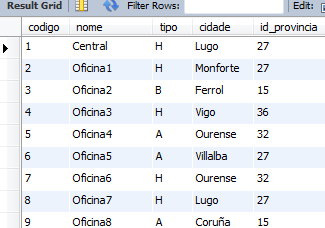 Result Grid Filter Rows: Edit:
codigo nome tipo cidade id_provincia
1 Central H Lugo 27
2 Oficina1 H Monforte 27
3 Oficina2 B Ferrol 15
4 Oficina3 H Vigo 36
5 Oficina4 A Ourense 32
6 Oficina5 A Villalba 27
7 Oficina6 H Ourense 32
8 Oficina7 H Lugo 27
9 Oficina8 A Coruña 15